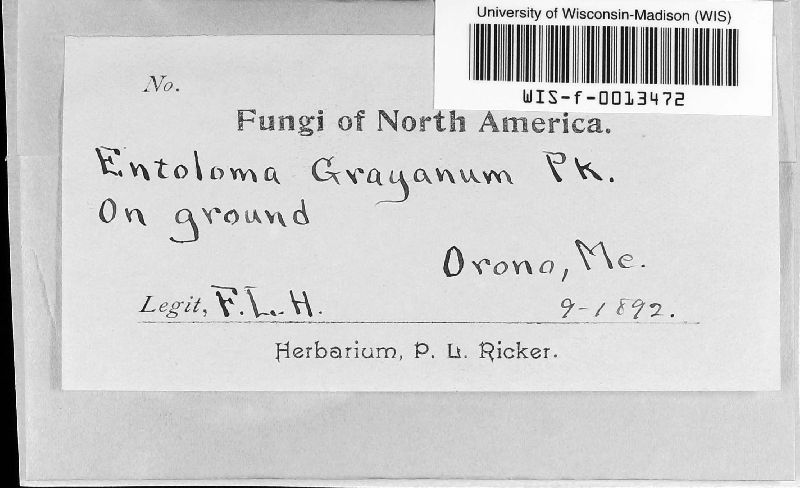 University of Wisconsin-Madison (WIS)
WIS-f-0013472
No.
Fungi of North America.
Entoloma Grayanum PK.
On ground
Orono, Me.
Legit, F.L.H. 9-1892.
Herbarium, P. L. Ricker.